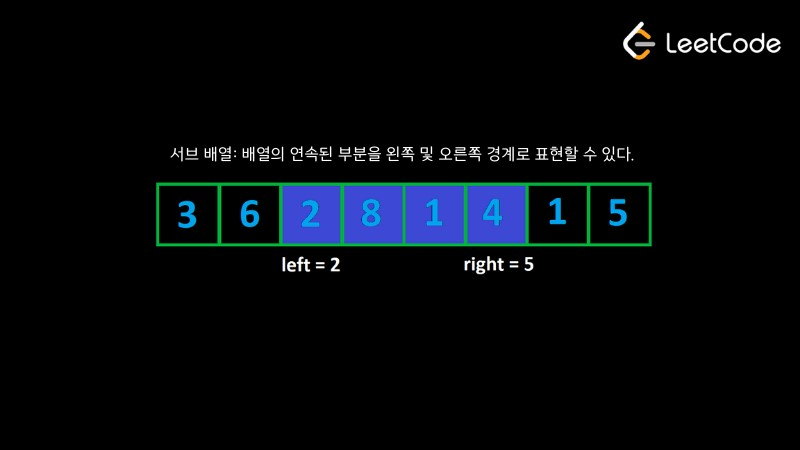 LeetCode
서브 배열: 배열의 연속된 부분을 왼쪽 및 오른쪽 경계로 표현할 수 있다.
3 6 2 8 1 4 1 5
left = 2 right = 5